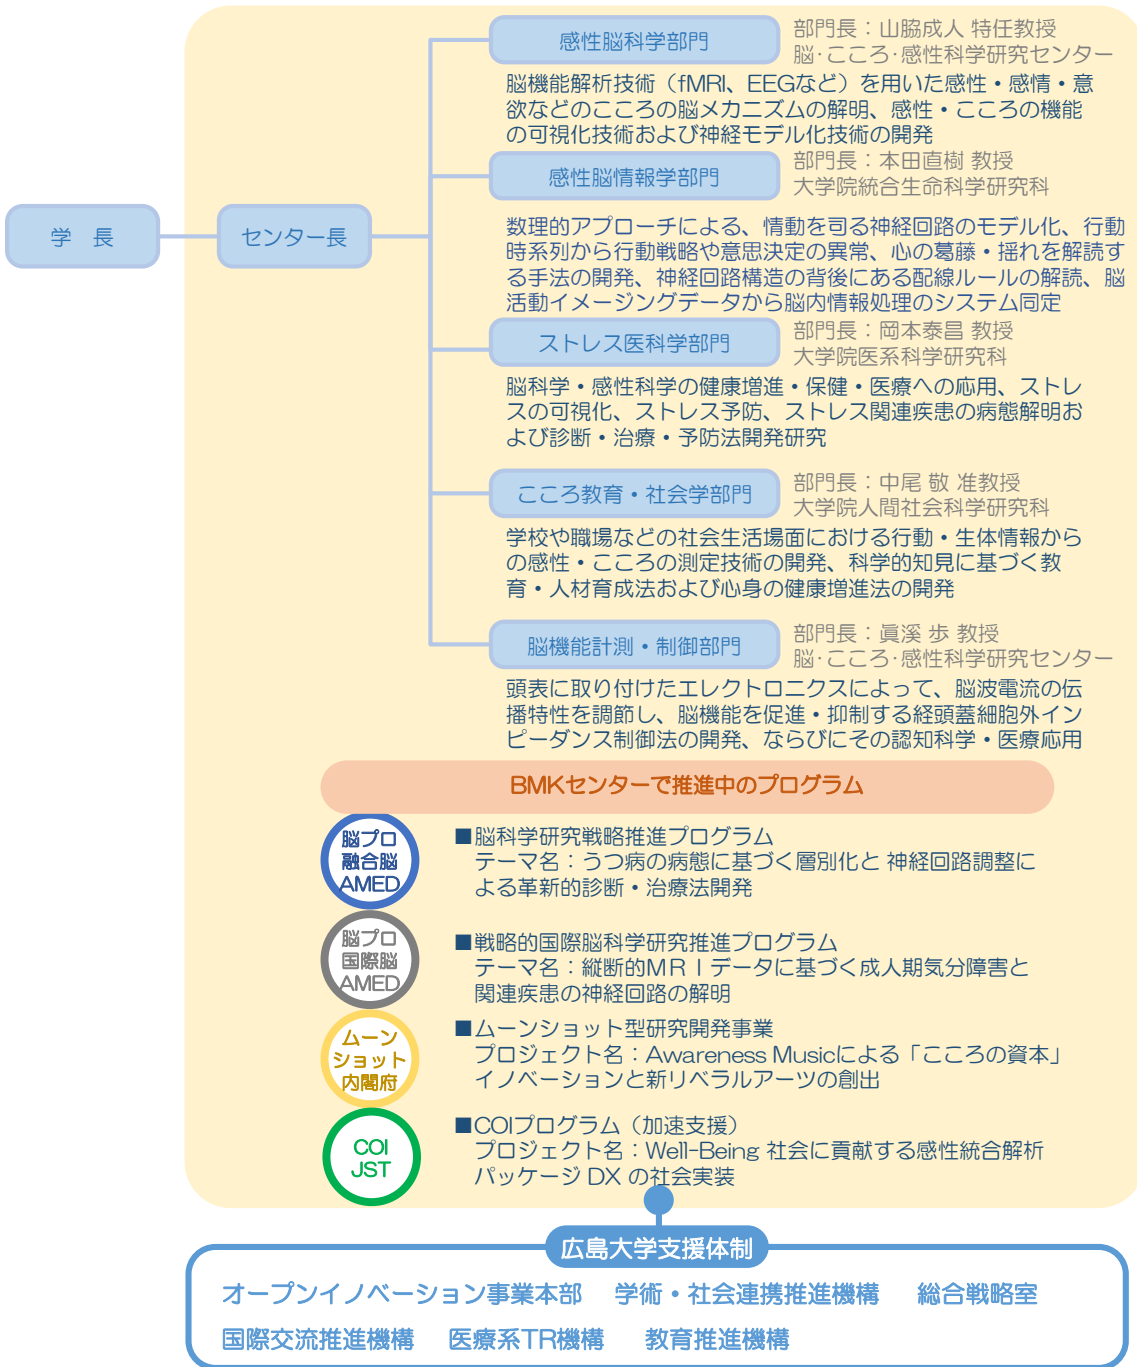 学 長
センター長
感性脳科学部門
部門長：山脇成人 特任教授
脳・こころ・感性科学研究センター
脳機能解析技術（fMRI、EEGなど）を用いた感性・感情・意
欲などのこころの脳メカニズムの解明、感性・こころの機能
の可視化技術および神経モデル化技術の開発
感性脳情報学部門
部門長：本田直樹 教授
大学院統合生命科学研究科
数理的アプローチによる、情動を司る神経回路のモデル化、行動
時系列から行動戦略や意思決定の異常、心の葛藤・揺れを解読す
る手法の開発、神経回路構造の背後にある配線ルールの解読、脳
活動イメージングデータから脳内情報処理のシステム同定
ストレス医科学部門
部門長：岡本泰昌 教授
大学院医系科学研究科
脳科学・感性科学の健康増進・保健・医療への応用、ストレ
スの可視化、ストレス予防、ストレス関連疾患の病態解明お
よび診断・治療・予防法開発研究
こころ教育・社会学部門
部門長：中尾 敬 准教授
大学院人間社会科学研究科
学校や職場などの社会生活場面における行動・生体情報から
の感性・こころの測定技術の開発、科学的知見に基づく教
育・人材育成法および心身の健康増進法の開発
脳機能計測・制御部門
部門長：眞溪 歩 教授
脳・こころ・感性科学研究センター
頭表に取り付けたエレクトロニクスによって、脳波電流の伝
播特性を調節し、脳機能を促進・抑制する経頭蓋細胞外イン
ピーダンス制御法の開発、ならびにその認知科学・医療応用
BMKセンターで推進中のプログラム
脳プロ
融合脳
AMED
■脳科学研究戦略推進プログラム
テーマ名：うつ病の病態に基づく層別化と 神経回路調整に
よる革新的診断・治療法開発
脳プロ
国際脳
AMED
■戦略的国際脳科学研究推進プログラム
テーマ名：縦断的ＭＲＩデータに基づく成人期気分障害と
関連疾患の神経回路の解明
ムーン
ショット
内閣府
■ムーンショット型研究開発事業
プロジェクト名：Awareness Musicによる「こころの資本」
イノベーションと新リベラルアーツの創出
COI
JST
■COIプログラム（加速支援）
プロジェクト名：Well-Being 社会に貢献する感性統合解析
パッケージ DX の社会実装
広島大学支援体制
オープンイノベーション事業本部 学術・社会連携推進機構 総合戦略室
国際交流推進機構 医療系TR機構 教育推進機構